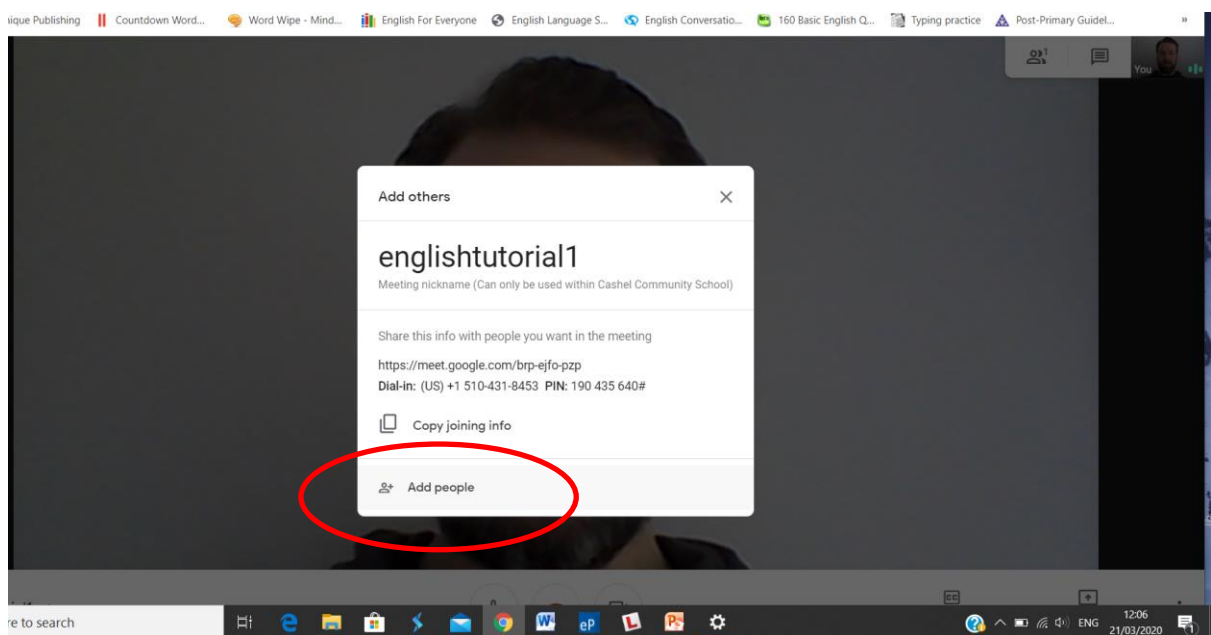 ique Publishing Countdown Word... Word Wipe - Mind... English For Everyone English Language S... English Conversatio... 160 Basic English Q... Typing practice Post-Primary Guidel... »
1
You
Add others
englishtutorial1
Meeting nickname (Can only be used within Cashel Community School)
Share this info with people you want in the meeting
https://meet.google.com/brp-ejfo-pzp
Dial-in: (US) +1 510-431-8453 PIN: 190 435 640#
Copy joining info
Add people
CC
re to search
W eP L P ENG 12:06
21/03/2020 1